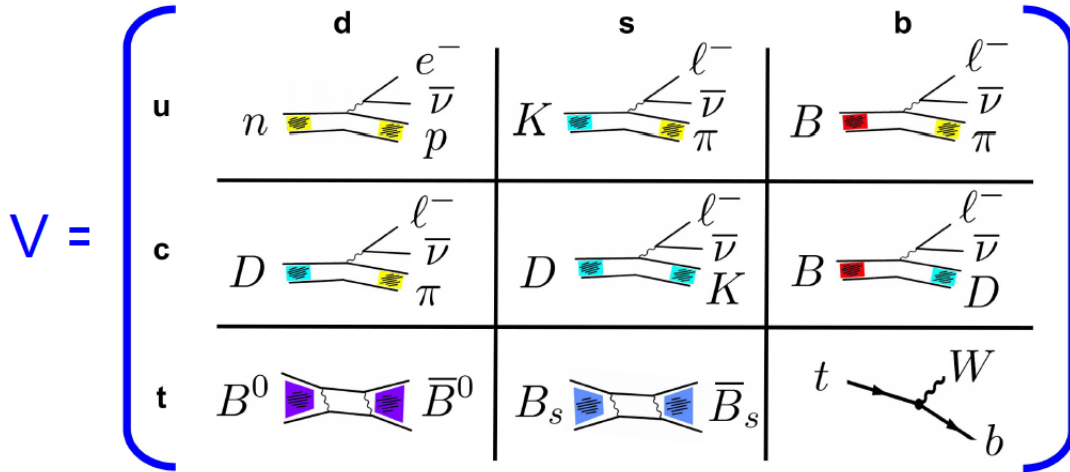 d s b
u
n e⁻ ν̅ p
K ℓ⁻ ν̅ π
B ℓ⁻ ν̅ π
V =
c
D ℓ⁻ ν̅ π
D ℓ⁻ ν̅ K
B ℓ⁻ ν̅ D
t
B⁰ B̅⁰
Bₛ B̅ₛ
t W b